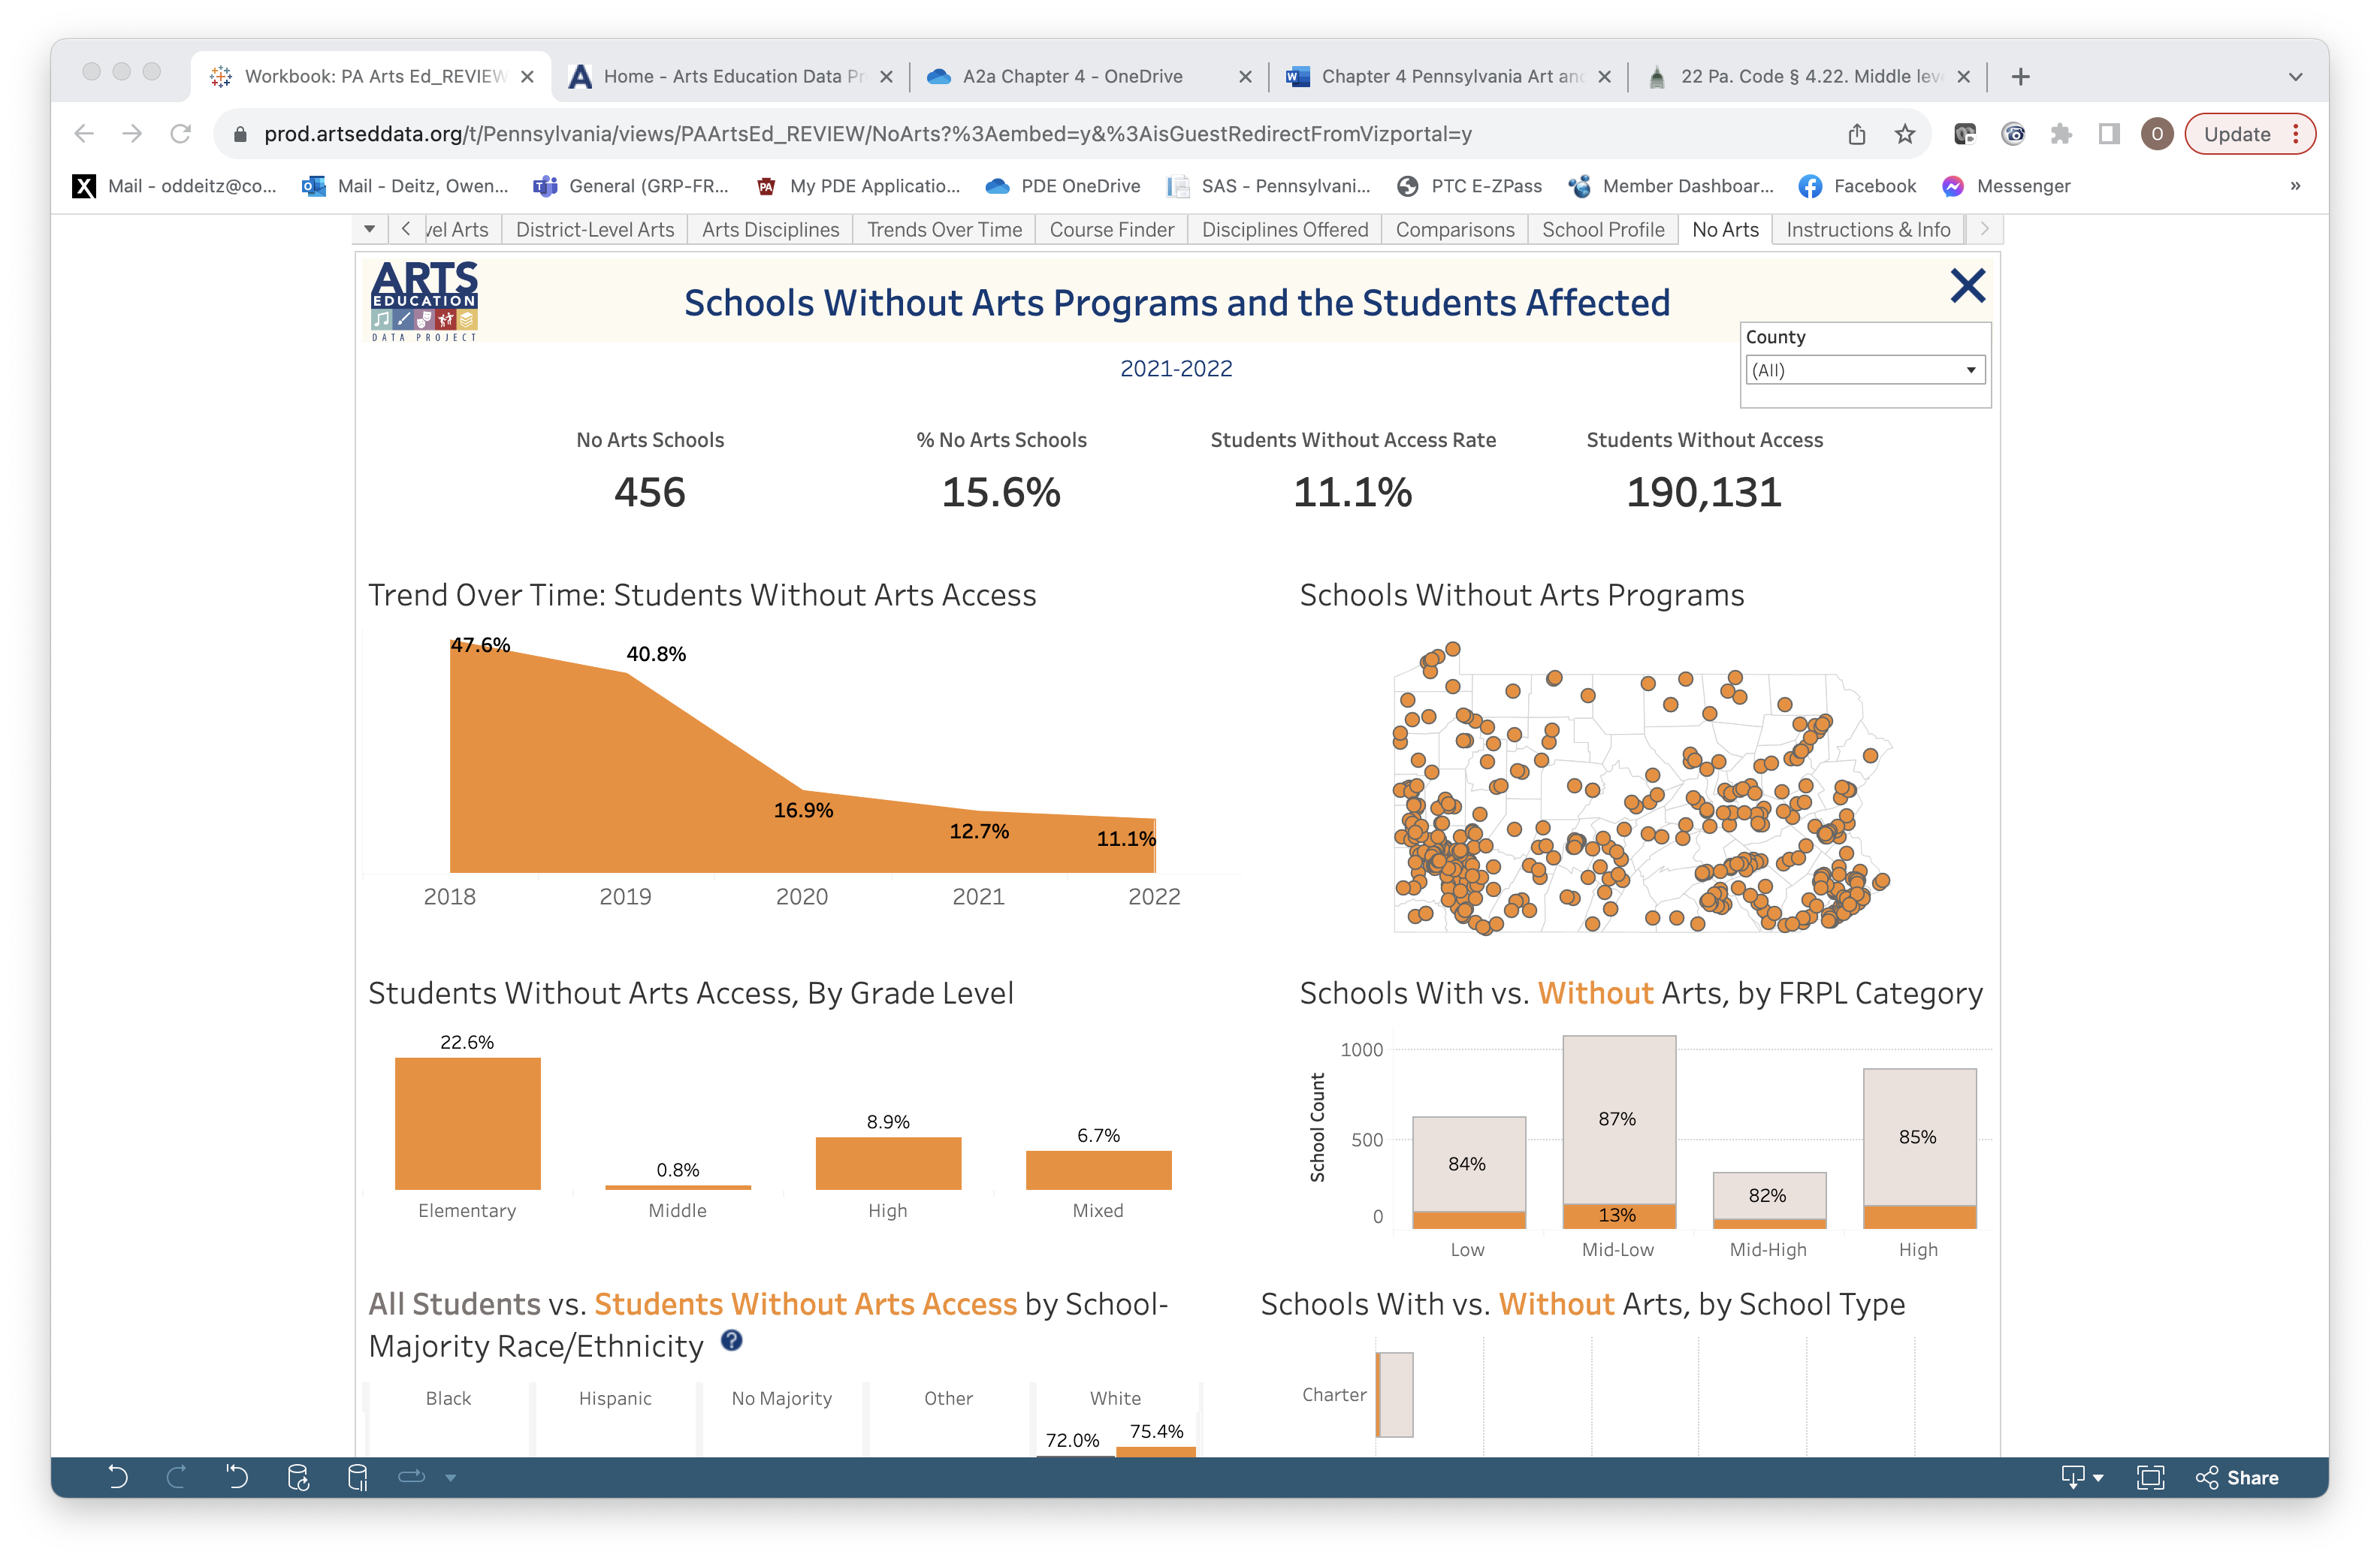 Workbook: PA Arts Ed_REVIEW
Home - Arts Education Data Pr
A2a Chapter 4 - OneDrive
Chapter 4 Pennsylvania Art and
22 Pa. Code § 4.22. Middle leve
prod.artseddata.org/t/Pennsylvania/views/PAArtsEd_REVIEW/NoArts?%3Aembed=y&%3AisGuestRedirectFromVizportal=y
O
Update
Mail - oddeitz@co...
Mail - Deitz, Owen...
General (GRP-FR...
My PDE Applicatio...
PDE OneDrive
SAS - Pennsylvani...
PTC E-ZPass
Member Dashboar...
Facebook
Messenger
»
vel Arts
District-Level Arts
Arts Disciplines
Trends Over Time
Course Finder
Disciplines Offered
Comparisons
School Profile
No Arts
Instructions & Info
ARTS
EDUCATION
DATA PROJECT
Schools Without Arts Programs and the Students Affected
County
(All)
2021-2022
No Arts Schools
% No Arts Schools
Students Without Access Rate
Students Without Access
456
15.6%
11.1%
190,131
Trend Over Time: Students Without Arts Access
47.6%
40.8%
16.9%
12.7%
11.1%
2018
2019
2020
2021
2022
Schools Without Arts Programs
Students Without Arts Access, By Grade Level
22.6%
0.8%
8.9%
6.7%
Elementary
Middle
High
Mixed
Schools With vs. Without Arts, by FRPL Category
School Count
1000
500
0
84%
87%
13%
82%
85%
Low
Mid-Low
Mid-High
High
All Students vs. Students Without Arts Access by School-
Majority Race/Ethnicity ?
Black
Hispanic
No Majority
Other
White
72.0%
75.4%
Schools With vs. Without Arts, by School Type
Charter
Share